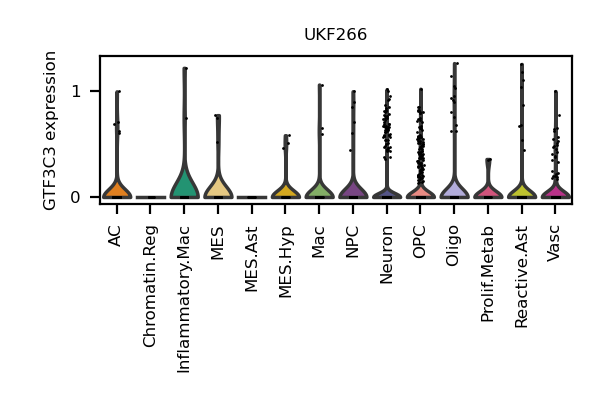 UKF266
GTF3C3 expression
1
0
AC
Chromatin.Reg
Inflammatory.Mac
MES
MES.Ast
MES.Hyp
Mac
NPC
Neuron
OPC
Oligo
Prolif.Metab
Reactive.Ast
Vasc